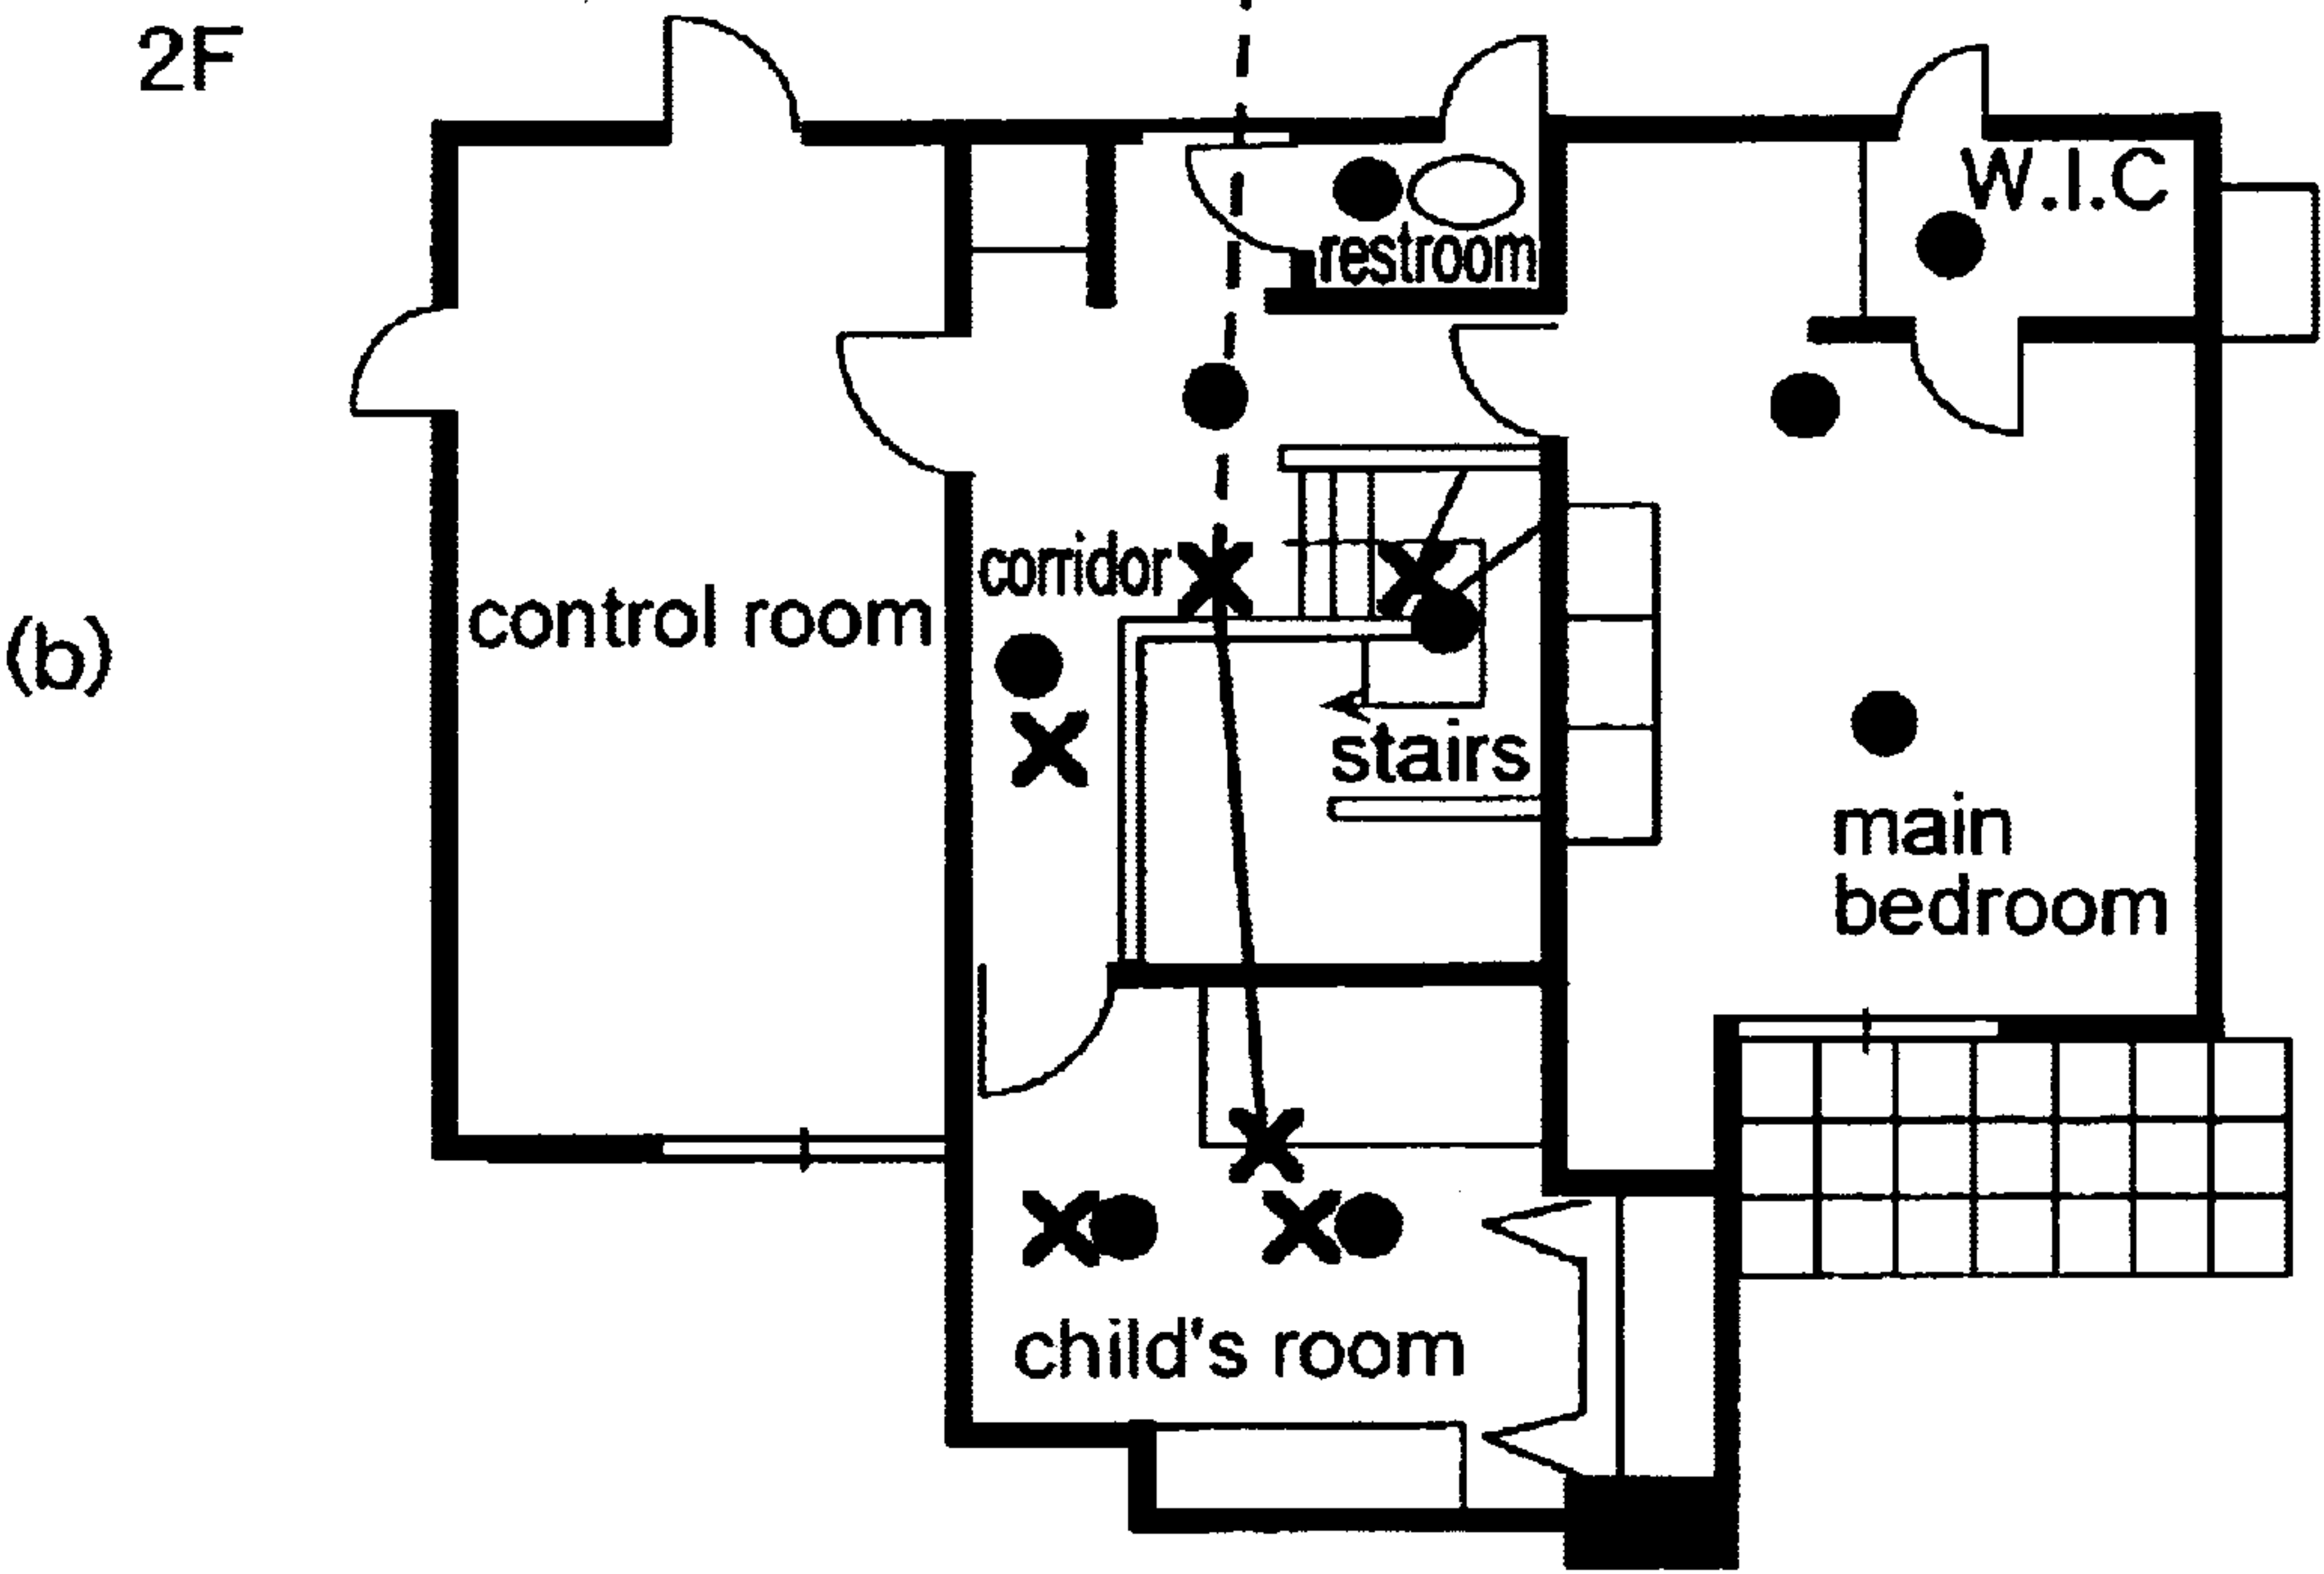 2F
W.I.C
restroom
corridor
control room
(b)
stairs
main
bedroom
child's room